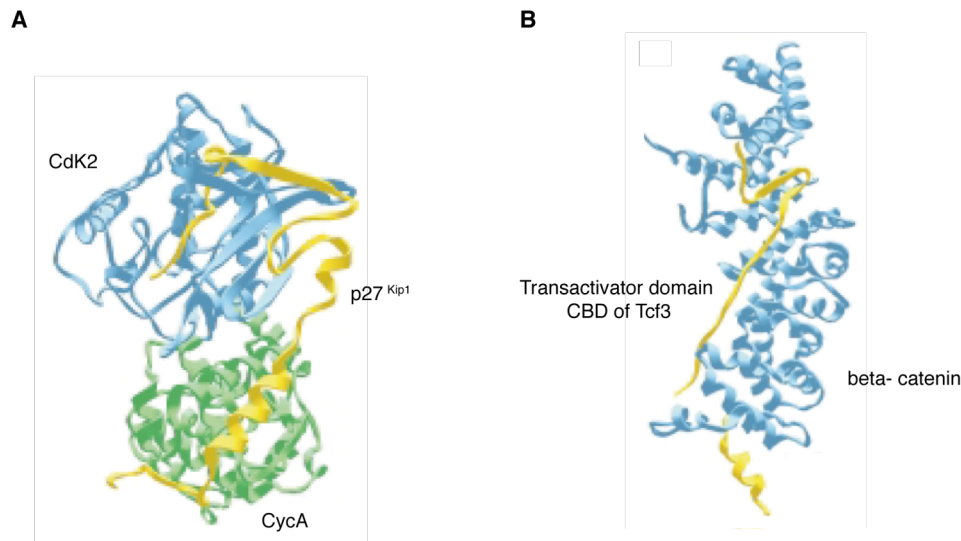 A
B
CdK2
p27 Kip1
Transactivator domain
CBD of Tcf3
beta- catenin
CycA